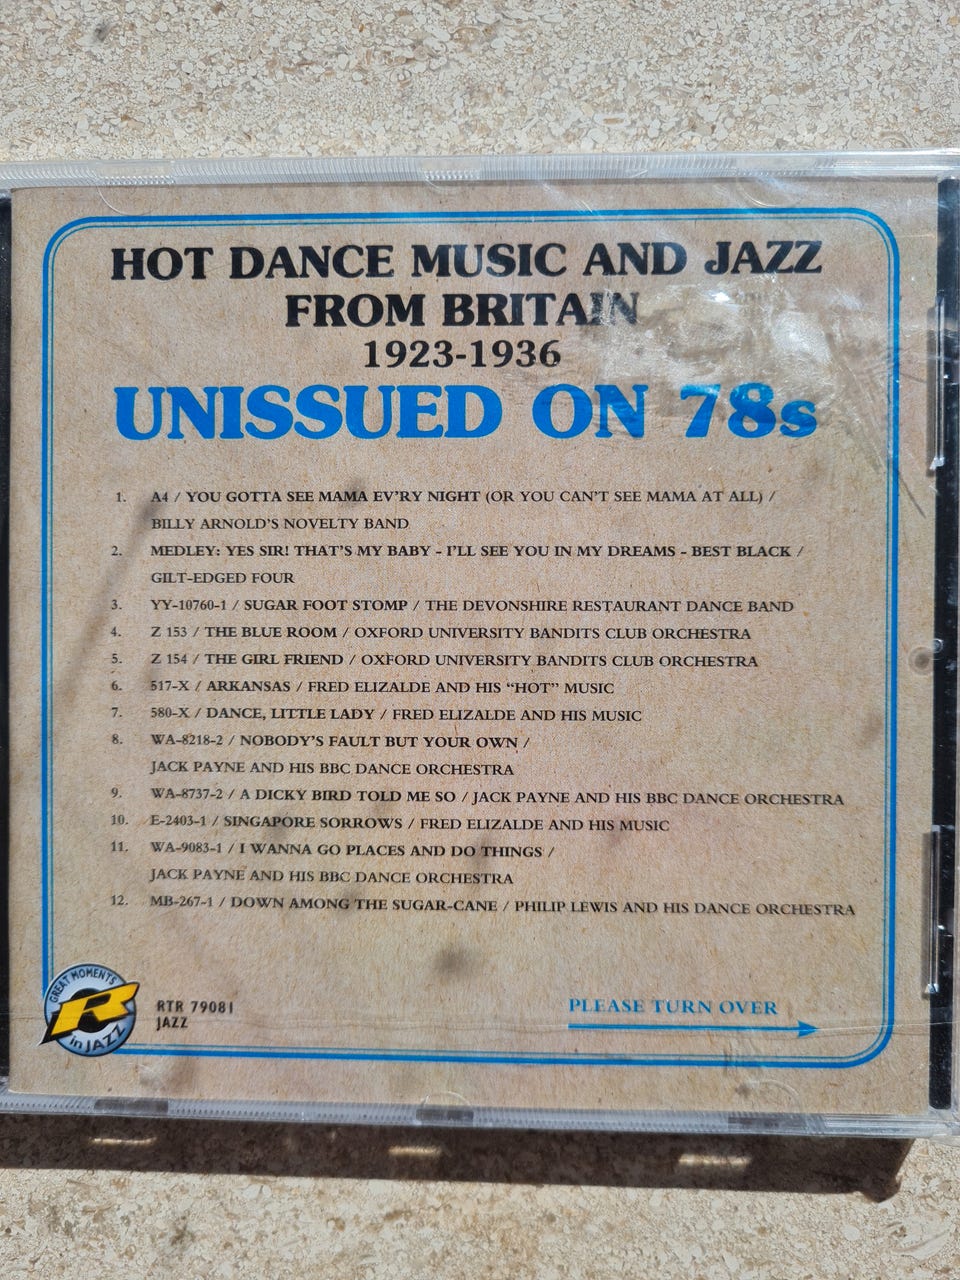 HOT DANCE MUSIC AND JAZZ
FROM BRITAIN
1923-1936
UNISSUED ON 78s
1. A4 / YOU GOTTA SEE MAMA EV'RY NIGHT (OR YOU CAN'T SEE MAMA AT ALL) /
BILLY ARNOLD'S NOVELTY BAND
2. MEDLEY: YES SIR! THAT'S MY BABY - I'LL SEE YOU IN MY DREAMS - BEST BLACK /
GILT-EDGED FOUR
3. YY-10760-1 / SUGAR FOOT STOMP / THE DEVONSHIRE RESTAURANT DANCE BAND
4. Z 153 / THE BLUE ROOM / OXFORD UNIVERSITY BANDITS CLUB ORCHESTRA
5. Z 154 / THE GIRL FRIEND / OXFORD UNIVERSITY BANDITS CLUB ORCHESTRA
6. 517-X / ARKANSAS / FRED ELIZALDE AND HIS “HOT” MUSIC
7. 580-X / DANCE, LITTLE LADY / FRED ELIZALDE AND HIS MUSIC
8. WA-8218-2 / NOBODY'S FAULT BUT YOUR OWN /
JACK PAYNE AND HIS BBC DANCE ORCHESTRA
9. WA-8737-2 / A DICKY BIRD TOLD ME SO / JACK PAYNE AND HIS BBC DANCE ORCHESTRA
10. E-2403-1 / SINGAPORE SORROWS / FRED ELIZALDE AND HIS MUSIC
11. WA-9083-1 / I WANNA GO PLACES AND DO THINGS /
JACK PAYNE AND HIS BBC DANCE ORCHESTRA
12. MB-267-1 / DOWN AMONG THE SUGAR-CANE / PHILIP LEWIS AND HIS DANCE ORCHESTRA
GREAT MOMENTS
R
in JAZZ
RTR 79081
JAZZ
PLEASE TURN OVER